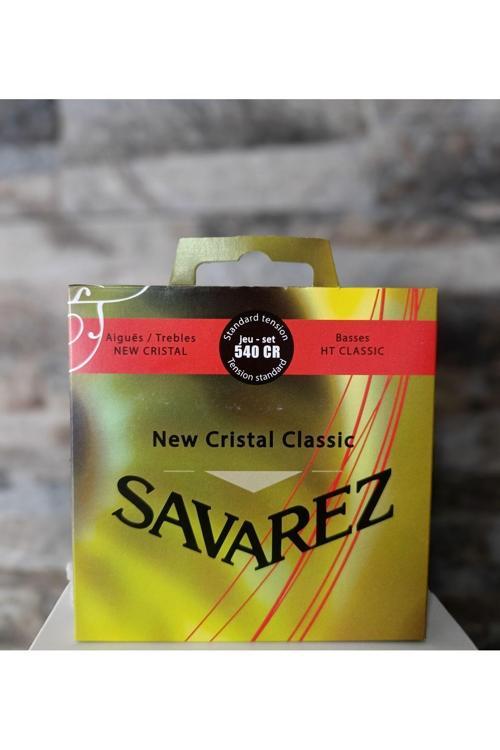 Standard tension
jeu - set
540 CR
Tension standard
Aiguës / Trebles
NEW CRISTAL
Basses
HT CLASSIC
New Cristal Classic
SAVAREZ